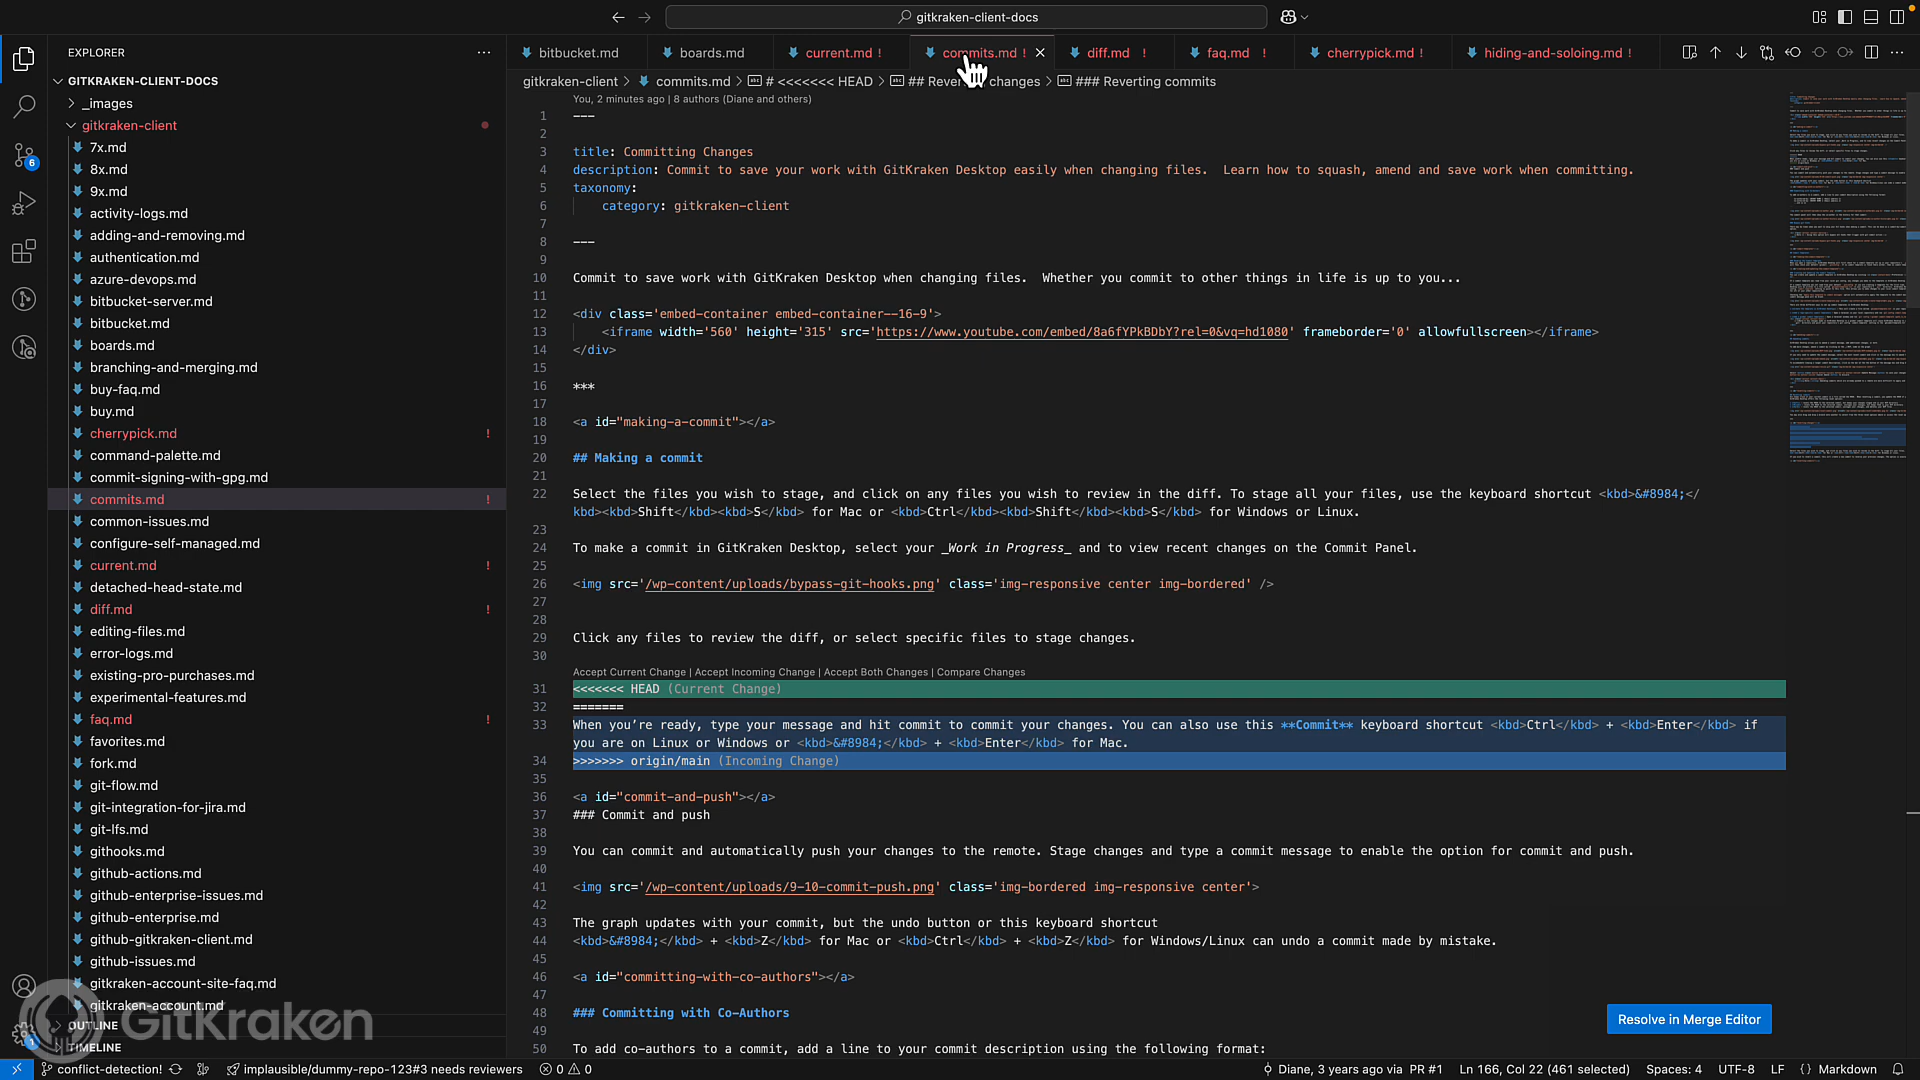 gitkraken-client-docs
EXPLORER
GITKRAKEN-CLIENT-DOCS
_images
gitkraken-client
7x.md
8x.md
9x.md
activity-logs.md
adding-and-removing.md
authentication.md
azure-devops.md
bitbucket-server.md
bitbucket.md
boards.md
branching-and-merging.md
buy-faq.md
buy.md
cherrypick.md !
command-palette.md
commit-signing-with-gpg.md
commits.md !
common-issues.md
configure-self-managed.md
current.md !
detached-head-state.md
diff.md !
editing-files.md
error-logs.md
existing-pro-purchases.md
experimental-features.md
faq.md !
favorites.md
fork.md
git-flow.md
git-integration-for-jira.md
git-lfs.md
githooks.md
github-actions.md
github-enterprise-issues.md
github-enterprise.md
github-gitkraken-client.md
github-issues.md
gitkraken-account-site-faq.md
gitkraken-account.md
OUTLINE
TIMELINE
GitKraken
6
1
bitbucket.md boards.md current.md ! commits.md ! diff.md ! faq.md ! cherrypick.md ! hiding-and-soloing.md !
gitkraken-client > commits.md > # <<<<<<< HEAD > ## Rever changes > ### Reverting commits
You, 2 minutes ago | 8 authors (Diane and others)
1 ---
2
3 title: Committing Changes
4 description: Commit to save your work with GitKraken Desktop easily when changing files.  Learn how to squash, amend and save work when committing.
5 taxonomy:
6 category: gitkraken-client
7
8 ---
9
10 Commit to save work with GitKraken Desktop when changing files.  Whether you commit to other things in life is up to you...
11
12 <div class='embed-container embed-container--16-9'>
13 <iframe width='560' height='315' src='https://www.youtube.com/embed/8a6fYPkBDbY?rel=0&vq=hd1080' frameborder='0' allowfullscreen></iframe>
14 </div>
15
16 ***
17
18 <a id="making-a-commit"></a>
19
20 ## Making a commit
21
22 Select the files you wish to stage, and click on any files you wish to review in the diff. To stage all your files, use the keyboard shortcut <kbd>&#8984;</
kbd><kbd>Shift</kbd><kbd>S</kbd> for Mac or <kbd>Ctrl</kbd><kbd>Shift</kbd><kbd>S</kbd> for Windows or Linux.
23
24 To make a commit in GitKraken Desktop, select your _Work in Progress_ and to view recent changes on the Commit Panel.
25
26 <img src='/wp-content/uploads/bypass-git-hooks.png' class='img-responsive center img-bordered' />
27
28
29 Click any files to review the diff, or select specific files to stage changes.
30
Accept Current Change | Accept Incoming Change | Accept Both Changes | Compare Changes
31 <<<<<<< HEAD (Current Change)
32 =======
33 When you're ready, type your message and hit commit to commit your changes. You can also use this **Commit** keyboard shortcut <kbd>Ctrl</kbd> + <kbd>Enter</kbd> if
you are on Linux or Windows or <kbd>&#8984;</kbd> + <kbd>Enter</kbd> for Mac.
34 >>>>>>> origin/main (Incoming Change)
35
36 <a id="commit-and-push"></a>
37 ### Commit and push
38
39 You can commit and automatically push your changes to the remote. Stage changes and type a commit message to enable the option for commit and push.
40
41 <img src='/wp-content/uploads/9-10-commit-push.png' class='img-bordered img-responsive center'>
42
43 The graph updates with your commit, but the undo button or this keyboard shortcut
44 <kbd>&#8984;</kbd> + <kbd>Z</kbd> for Mac or <kbd>Ctrl</kbd> + <kbd>Z</kbd> for Windows/Linux can undo a commit made by mistake.
45
46 <a id="committing-with-co-authors"></a>
47
48 ### Committing with Co-Authors
49
50 To add co-authors to a commit, add a line to your commit description using the following format:
Resolve in Merge Editor
conflict-detection! implausible/dummy-repo-123#3 needs reviewers 0 0 Diane, 3 years ago via PR #1 Ln 166, Col 22 (461 selected) Spaces: 4 UTF-8 LF {} Markdown